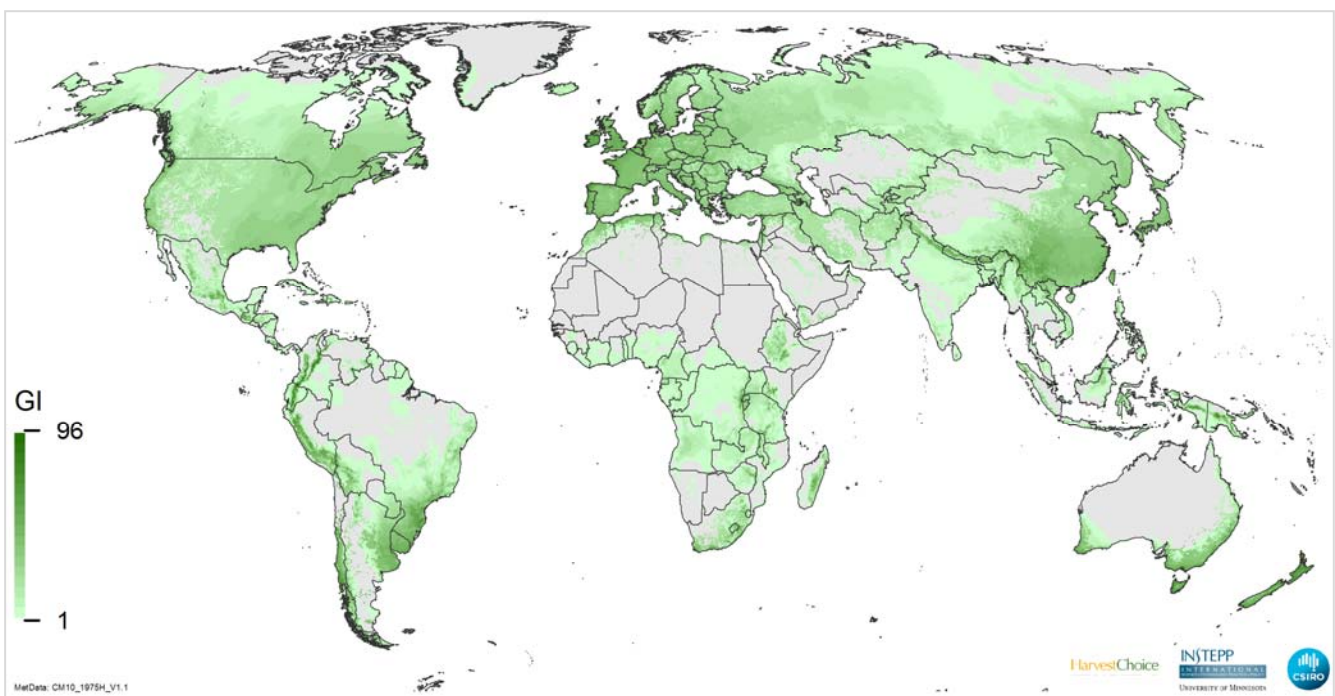 GI
96
1
MetData: CM10_1975H_V1.1
HarvestChoice
INSTEPP
INTERNATIONAL
UNIVERSITY OF MINNESOTA
CSIRO